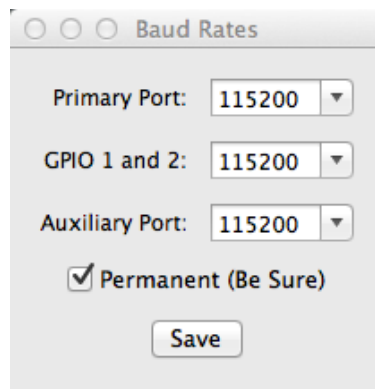 Baud Rates
Primary Port: 115200
GPIO 1 and 2: 115200
Auxiliary Port: 115200
Permanent (Be Sure)
Save